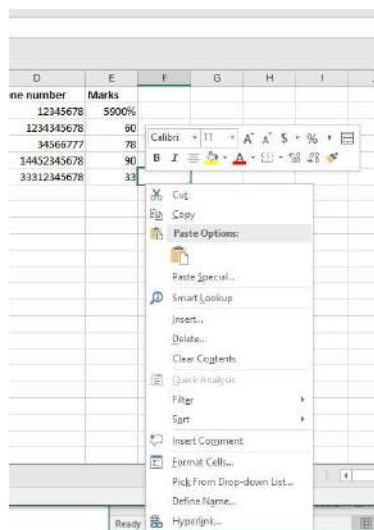 D E F G H I
ne number Marks
12345678 5900%
1234345678 60
34566777 78
14452345678 90
33312345678 33
Calibri 11 A A $ % ,
B I A
Cut
Copy
Paste Options:
Paste Special...
Smart Lookup
Insert...
Delete...
Clear Contents
Quick Analysis
Filter
Sort
Insert Comment
Format Cells...
Pick From Drop-down List...
Define Name...
Ready
Hyperlink...